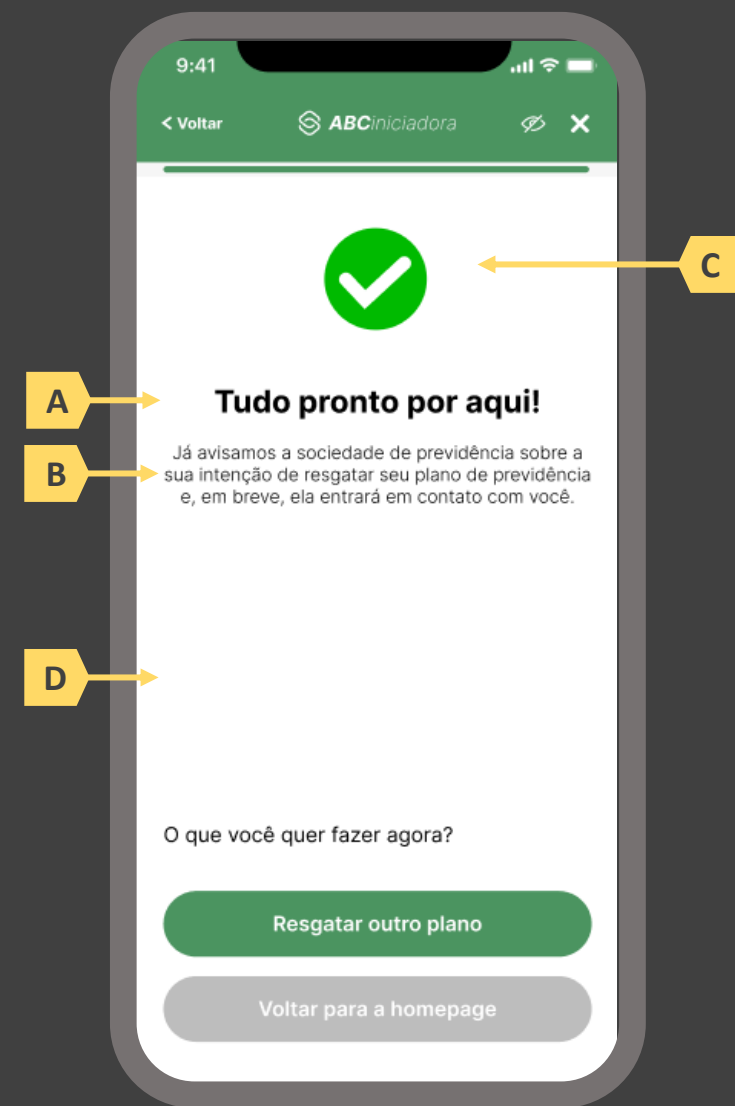 9:41
< Voltar ABCiniciadora
C
A Tudo pronto por aqui!
Já avisamos a sociedade de previdência sobre a
B sua intenção de resgatar seu plano de previdência
e, em breve, ela entrará em contato com você.
D
O que você quer fazer agora?
Resgatar outro plano
Voltar para a homepage